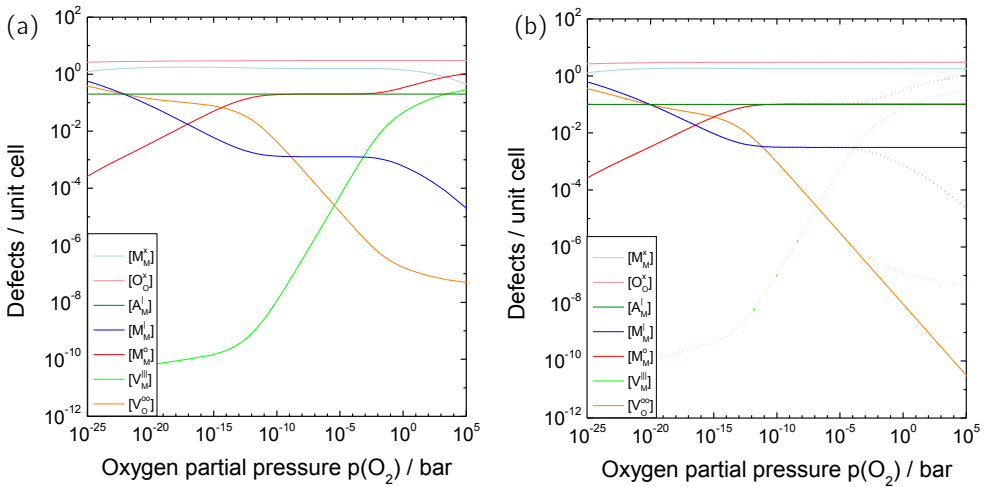 (a)
Defects / unit cell
10^2
10^0
10^-2
10^-4
10^-6
10^-8
10^-10
10^-12
[M_M^x]
[O_O^x]
[A_M^|]
[M_M^|]
[M_M^o]
[V_M^|||]
[V_O^oo]
10^-25 10^-20 10^-15 10^-10 10^-5 10^0 10^5
Oxygen partial pressure p(O_2) / bar
(b)
Defects / unit cell
10^2
10^0
10^-2
10^-4
10^-6
10^-8
10^-10
10^-12
[M_M^x]
[O_O^x]
[A_M^|]
[M_M^|]
[M_M^o]
[V_M^|||]
[V_O^oo]
10^-25 10^-20 10^-15 10^-10 10^-5 10^0 10^5
Oxygen partial pressure p(O_2) / bar